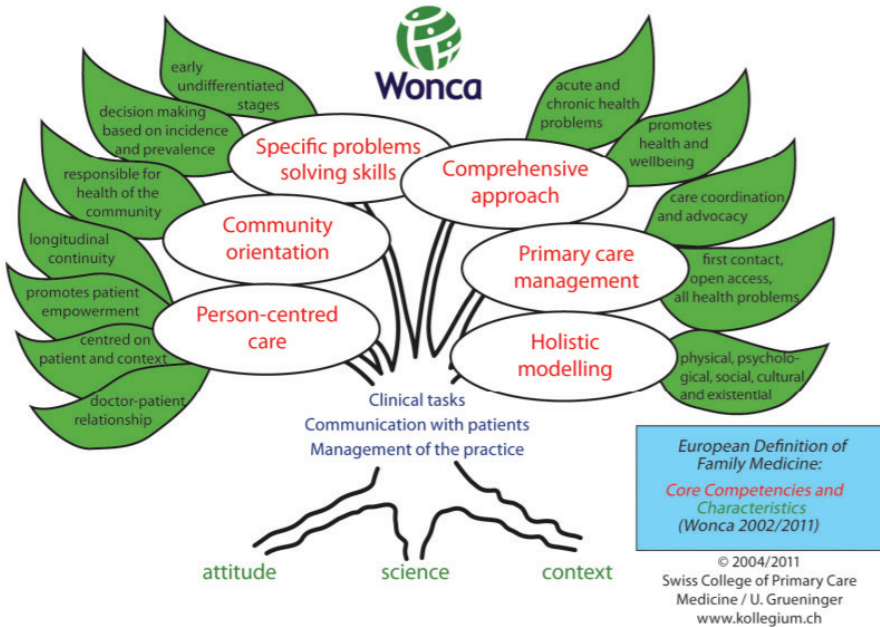 Wonca
early
undifferentiated
stages
decision making
based on incidence
and prevalence
responsible for
health of the
community
longitudinal
continuity
promotes patient
empowerment
centred on
patient and context
doctor-patient
relationship
Specific problems
solving skills
Community
orientation
Person-centred
care
Comprehensive
approach
Primary care
management
Holistic
modelling
acute and
chronic health
problems
promotes
health and
wellbeing
care coordination
and advocacy
first contact,
open access,
all health problems
physical, psycholo-
gical, social, cultural
and existential
Clinical tasks
Communication with patients
Management of the practice
attitude
science
context
European Definition of
Family Medicine:
Core Competencies and
Characteristics
(Wonca 2002/2011)
© 2004/2011
Swiss College of Primary Care
Medicine / U. Grueninger
www.kollegium.ch